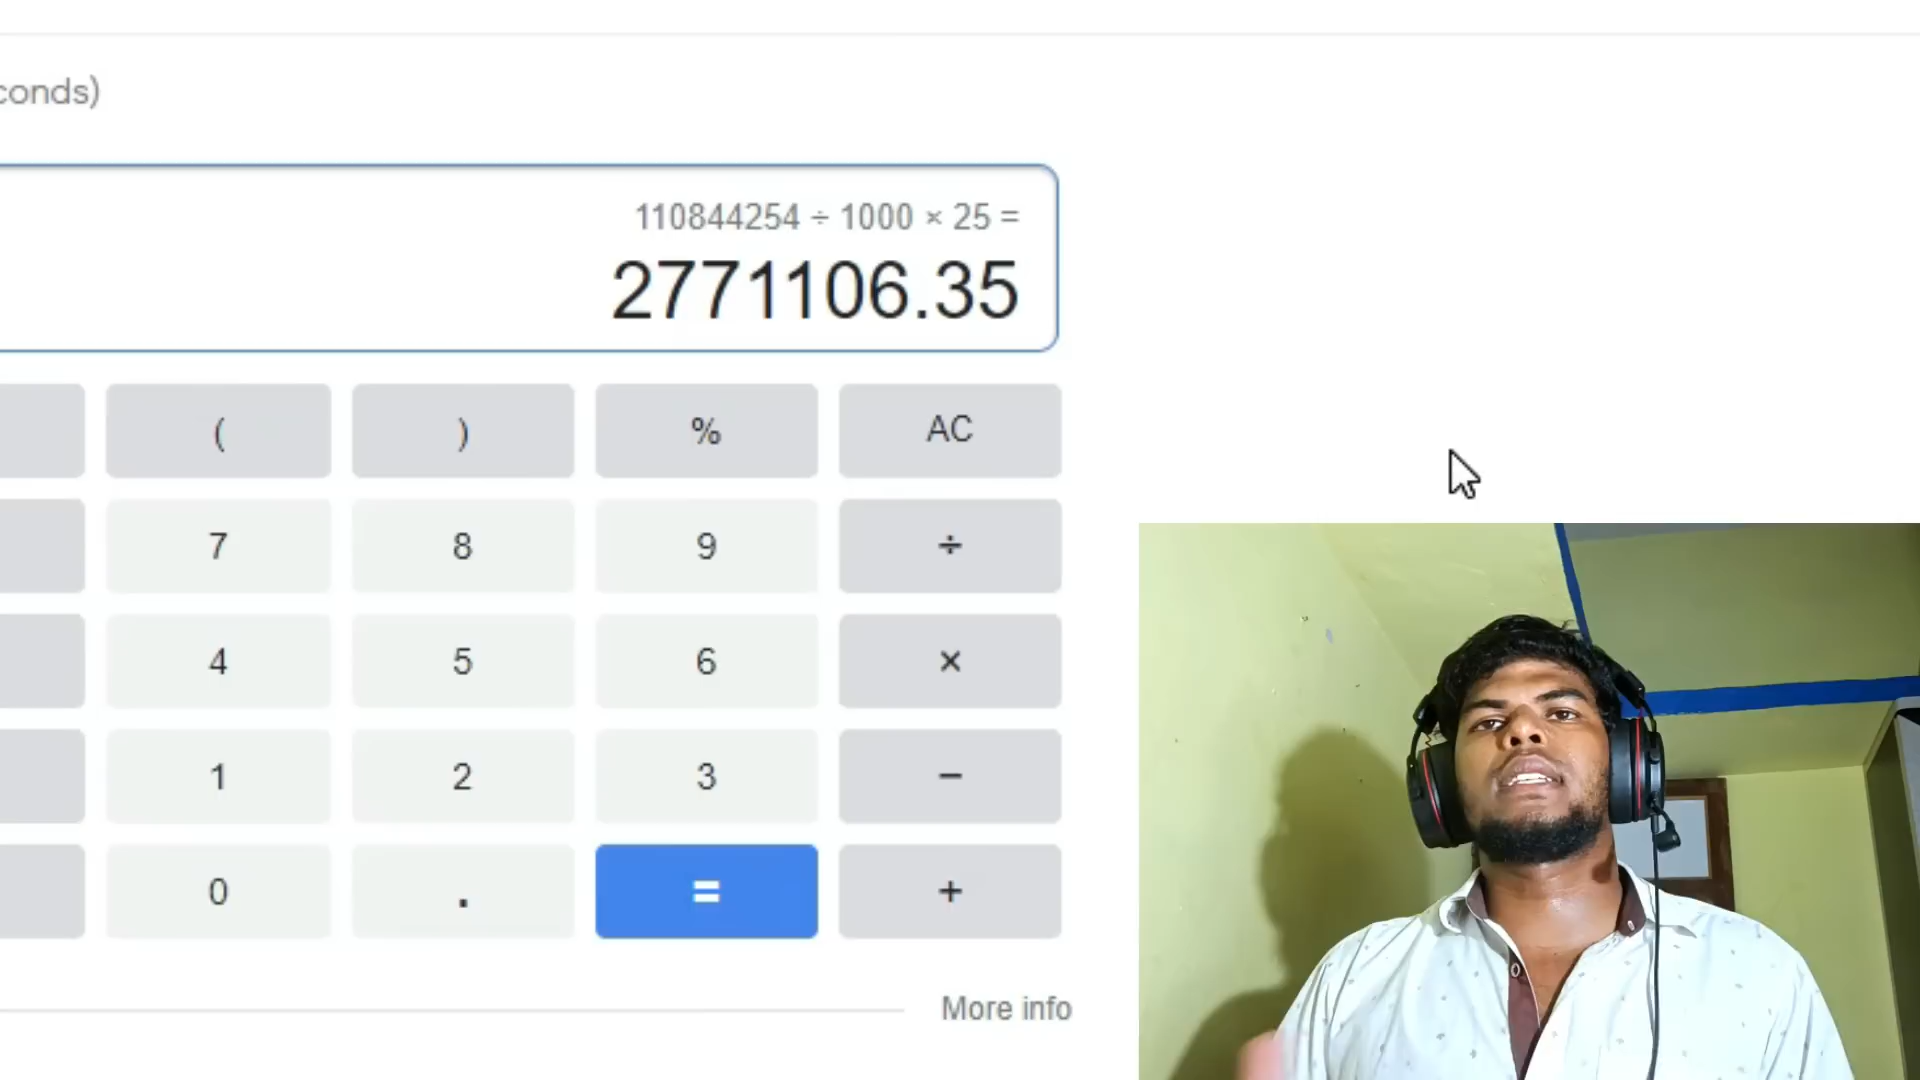 conds)
110844254 ÷ 1000 × 25 =
2771106.35
( ) % AC
7 8 9 ÷
4 5 6 ×
1 2 3 −
0 . = +
More info